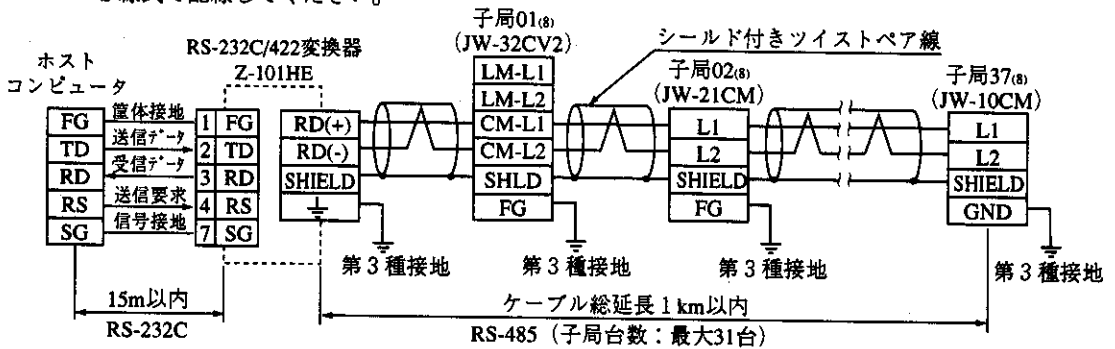 線式で配線してください。
ホスト
コンピュータ
FG
TD
RD
RS
SG
筐体接地
送信データ
受信データ
送信要求
信号接地
RS-232C/422変換器
Z-101HE
1 FG
2 TD
3 RD
4 RS
7 SG
RD(+)
RD(-)
SHIELD
第3種接地
子局01(8)
(JW-32CV2)
LM-L1
LM-L2
CM-L1
CM-L2
SHLD
FG
第3種接地
シールド付きツイストペア線
子局02(8)
(JW-21CM)
L1
L2
SHIELD
FG
第3種接地
子局37(8)
(JW-10CM)
L1
L2
SHIELD
GND
第3種接地
15m以内
RS-232C
ケーブル総延長1km以内
RS-485(子局台数:最大31台)